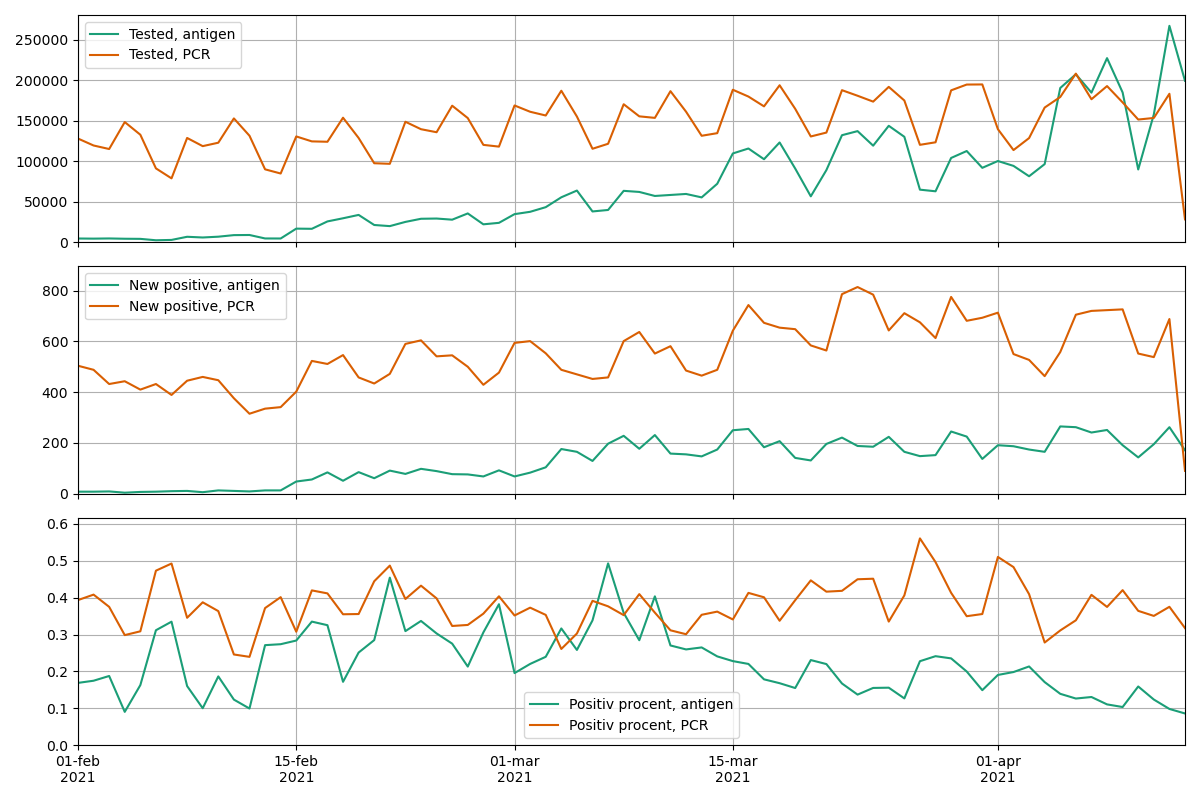 250000
200000
150000
100000
50000
0
Tested, antigen
Tested, PCR
800
600
400
200
0
New positive, antigen
New positive, PCR
0.6
0.5
0.4
0.3
0.2
0.1
0.0
Positiv procent, antigen
Positiv procent, PCR
01-feb
2021
15-feb
2021
01-mar
2021
15-mar
2021
01-apr
2021